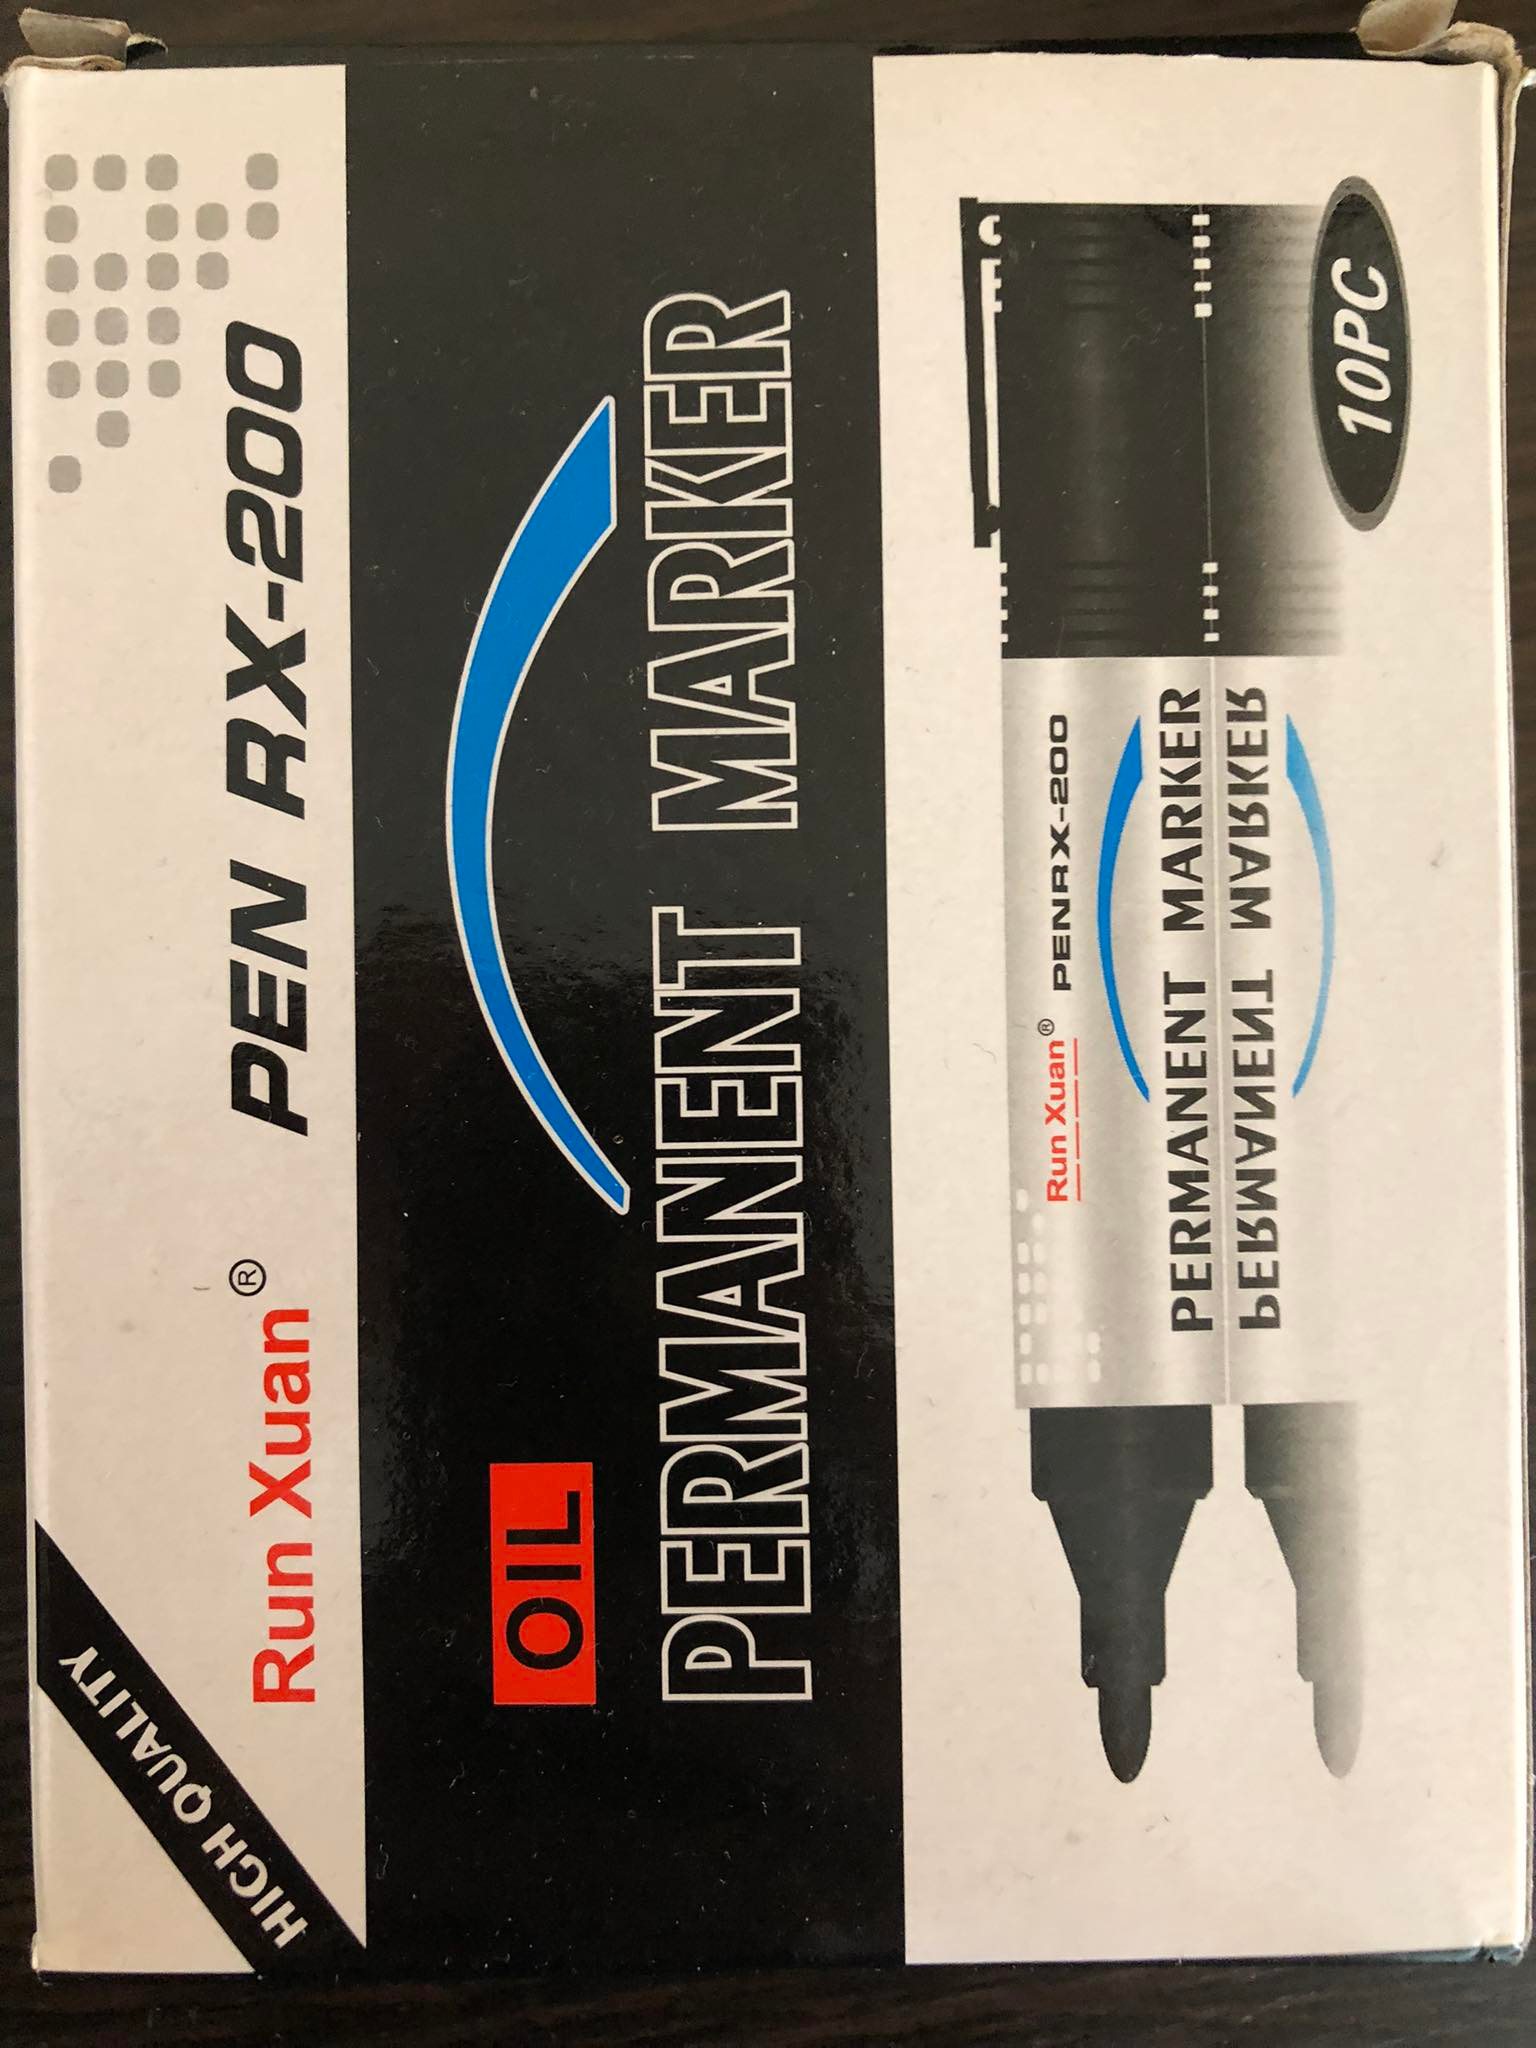 HIGH QUALITY
Run Xuan® PEN RX-200
OIL
PERMANENT MARKER
Run Xuan® PENRX-200
PERMANENT MARKER
PERMANENT MARKER
10PC